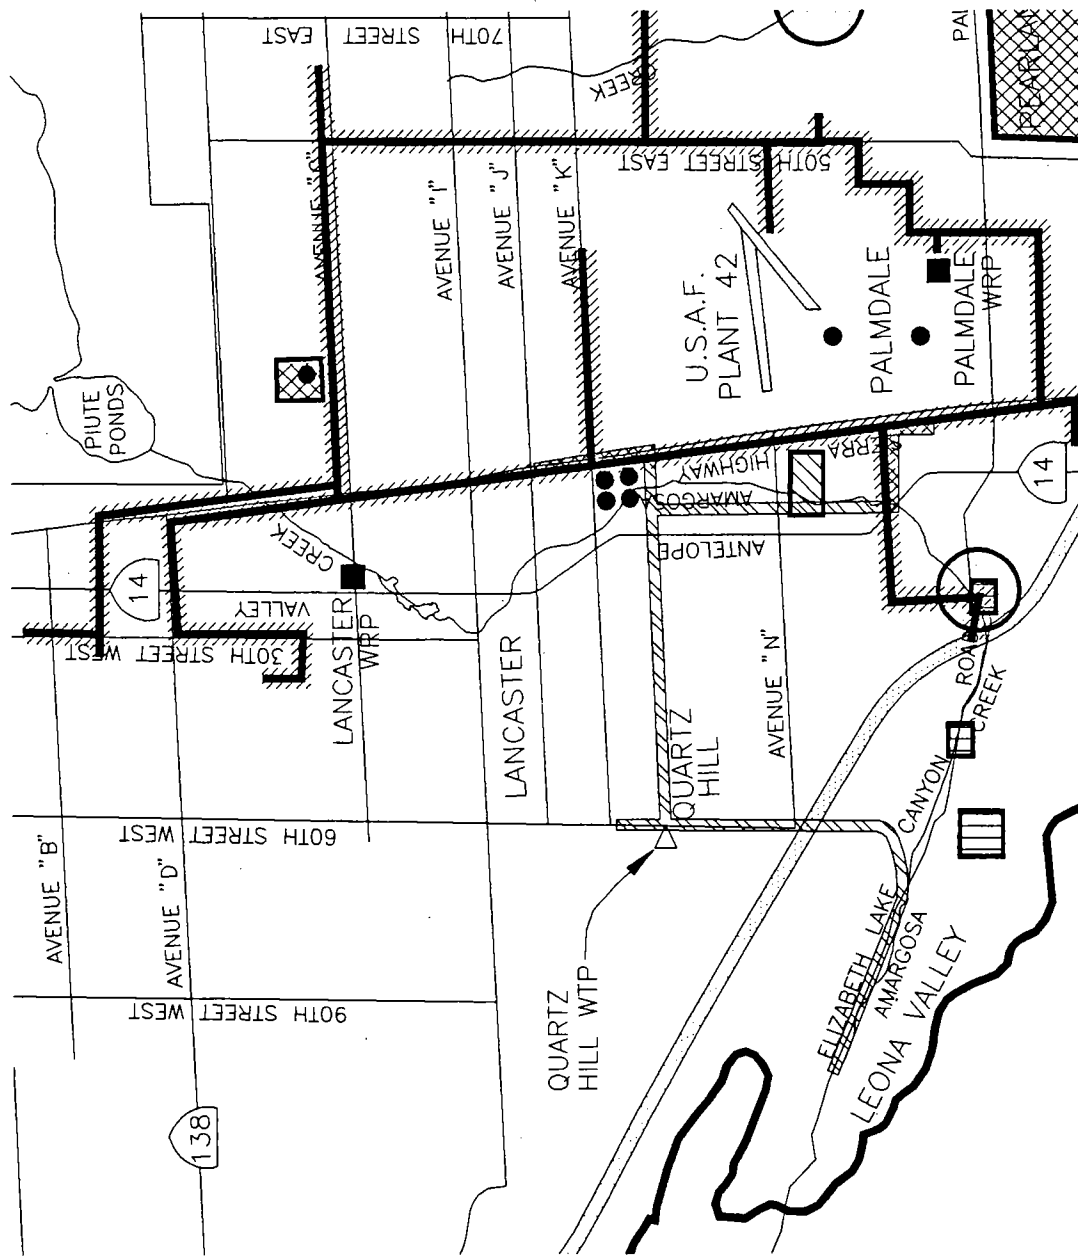 70TH STREET EAST
CREEK
PEARLAN
50TH STREET EAST
AVENUE "G"
AVENUE "I"
AVENUE "J"
AVENUE "K"
U.S.A.F.
PLANT 42
PALMDALE
PALMDALE
WRP
PIUTE
PONDS
HIGHWAY
SIERRA
AMARGOSA
ANTELOPE
14
14
CREEK
VALLEY
LANCASTER
WRP
30TH STREET WEST
LANCASTER
QUARTZ
HILL
AVENUE "N"
ROAD
CREEK
CANYON
60TH STREET WEST
AVENUE "B"
AVENUE "D"
ELIZABETH LAKE
AMARGOSA
LEONA VALLEY
90TH STREET WEST
QUARTZ
HILL WTP
138